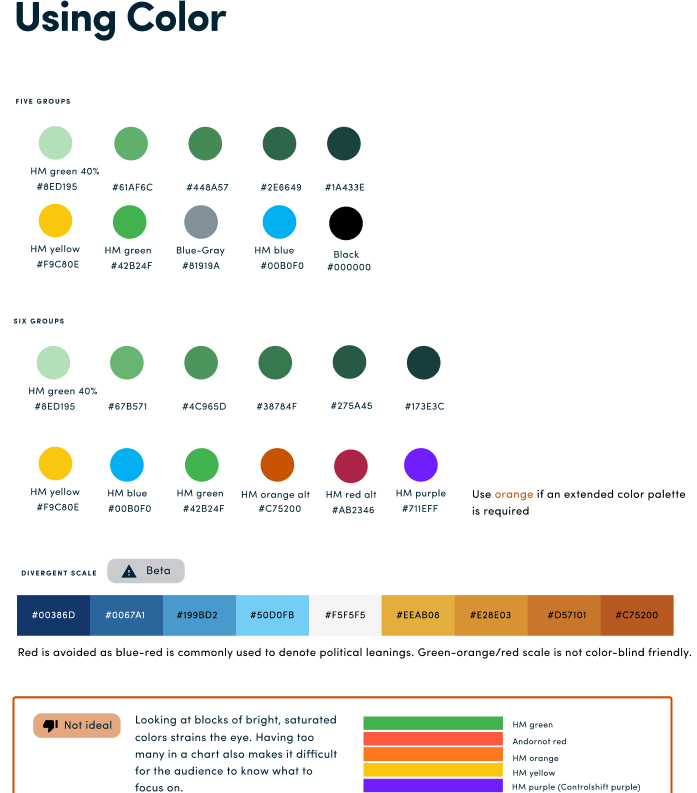 Using Color
FIVE GROUPS
HM green 40%
#8ED195 #61AF6C #448A57 #2E6649 #1A433E
HM yellow HM green Blue-Gray HM blue Black
#F9C80E #42B24F #81919A #00B0F0 #000000
SIX GROUPS
HM green 40%
#8ED195 #67B571 #4C965D #38784F #275A45 #173E3C
HM yellow HM blue HM green HM orange alt HM red alt HM purple
#F9C80E #00B0F0 #42B24F #C75200 #AB2346 #711EFF
Use orange if an extended color palette
is required
DIVERGENT SCALE Beta
#00386D #0067A1 #199BD2 #50D0FB #F5F5F5 #EEAB08 #E28E03 #D57101 #C75200
Red is avoided as blue-red is commonly used to denote political leanings. Green-orange/red scale is not color-blind friendly.
Not ideal
Looking at blocks of bright, saturated
colors strains the eye. Having too
many in a chart also makes it difficult
for the audience to know what to
focus on.
HM green
Andornot red
HM orange
HM yellow
HM purple (Controlshift purple)